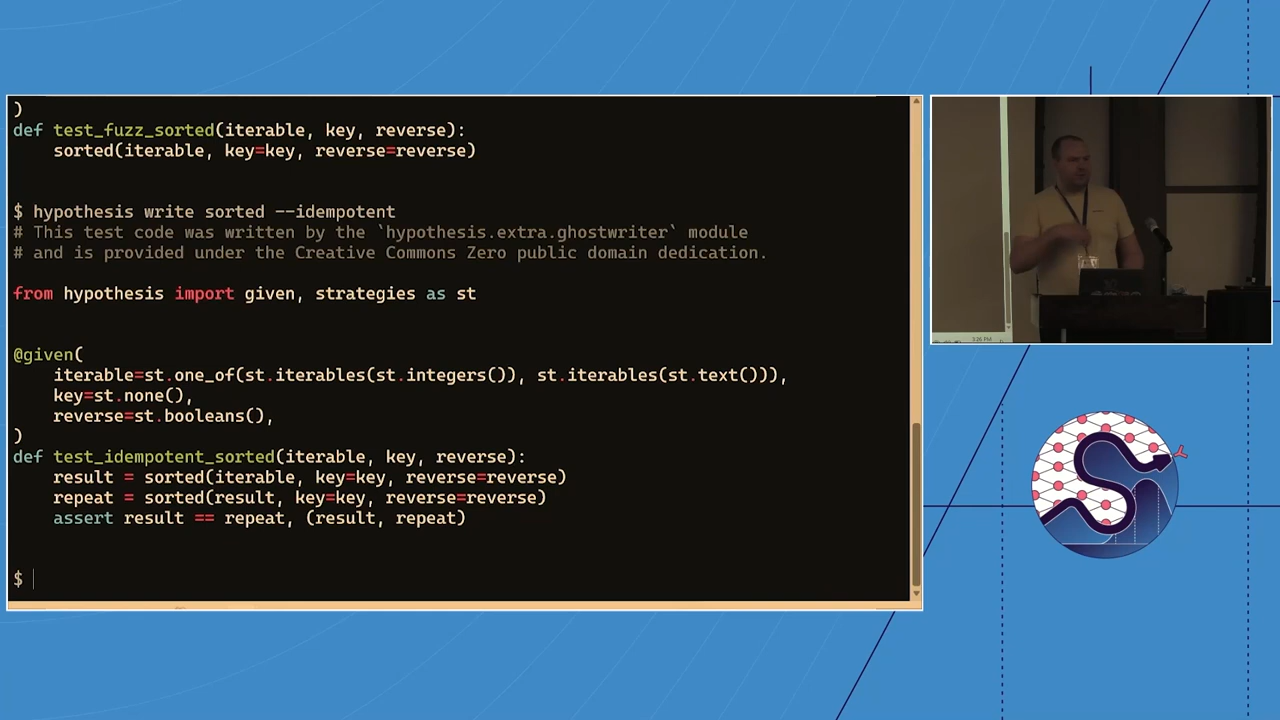 )
def test_fuzz_sorted(iterable, key, reverse):
    sorted(iterable, key=key, reverse=reverse)
$ hypothesis write sorted --idempotent
# This test code was written by the `hypothesis.extra.ghostwriter` module
# and is provided under the Creative Commons Zero public domain dedication.
from hypothesis import given, strategies as st
@given(
    iterable=st.one_of(st.iterables(st.integers()), st.iterables(st.text())),
    key=st.none(),
    reverse=st.booleans(),
)
def test_idempotent_sorted(iterable, key, reverse):
    result = sorted(iterable, key=key, reverse=reverse)
    repeat = sorted(result, key=key, reverse=reverse)
    assert result == repeat, (result, repeat)
$
3:26 PM